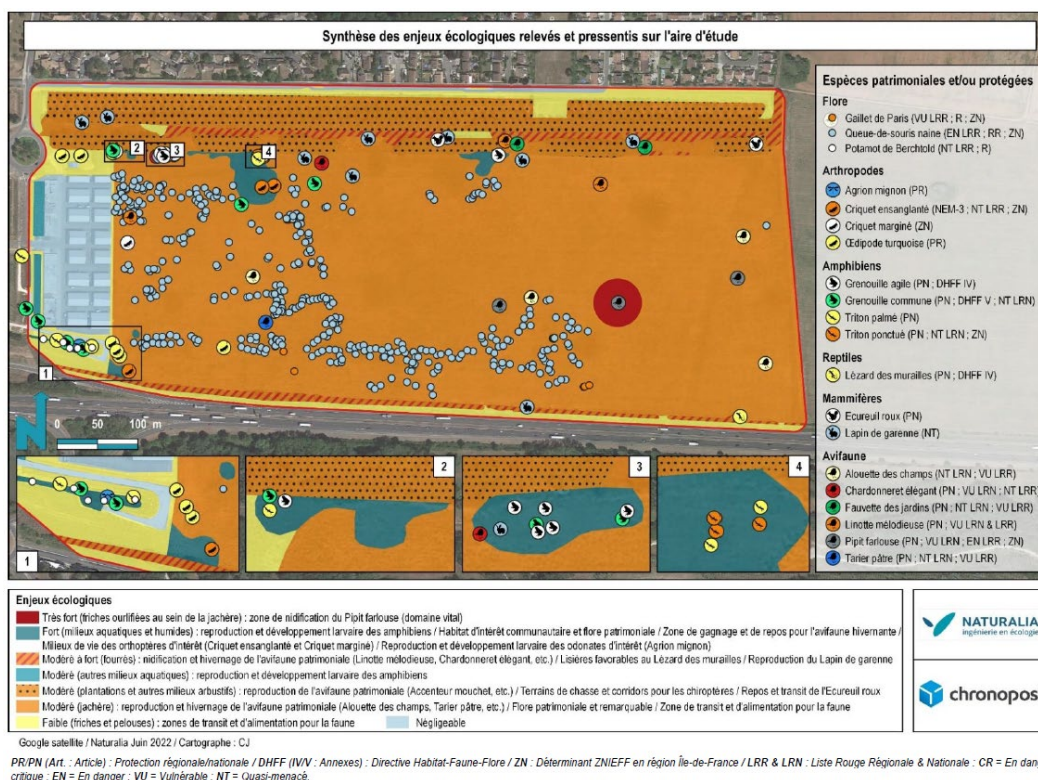 Synthèse des enjeux écologiques relevés et pressentis sur l'aire d'étude
Espèces patrimoniales et/ou protégées
Flore
Gaillet de Paris (VU LRR ; R ; ZN)
Queue-de-souris naine (EN LRR ; RR ; ZN)
Potamot de Berchtold (NT LRR ; R)
Arthropodes
Agrion mignon (PR)
Criquet ensanglanté (NEM-3 ; NT LRR ; ZN)
Criquet marginé (ZN)
Œdipode turquoise (PR)
Amphibiens
Grenouille agile (PN ; DHFF IV)
Grenouille commune (PN ; DHFF V ; NT LRN)
Triton palmé (PN)
Triton ponctué (PN ; NT LRN ; ZN)
Reptiles
Lézard des murailles (PN ; DHFF IV)
Mammifères
Ecureuil roux (PN)
Lapin de garenne (NT)
Avifaune
Alouette des champs (NT LRN ; VU LRR)
Chardonneret élégant (PN ; VU LRN ; NT LRR)
Fauvette des jardins (PN ; NT LRN ; VU LRR)
Linotte mélodieuse (PN ; VU LRN & LRR)
Pipit farlouse (PN ; VU LRN ; EN LRR ; ZN)
Tarier pâtre (PN ; NT LRN ; VU LRR)
2
3
4
1
N
0 50 100 m
1
2
3
4
Enjeux écologiques
Très fort (friches ourlifiées au sein de la jachère) : zone de nidification du Pipit farlouse (domaine vital)
Fort (milieux aquatiques et humides) : reproduction et développement larvaire des amphibiens / Habitat d'intérêt communautaire et flore patrimoniale / Zone de gagnage et de repos pour l'avifaune hivernante /
Milieux de vie des orthoptères d'intérêt (Criquet ensanglanté et Criquet marginé) / Reproduction et développement larvaire des odonates d'intérêt (Agrion mignon)
Modéré à fort (fourrés) : nidification et hivernage de l'avifaune patrimoniale (Linotte mélodieuse, Chardonneret élégant, etc.) / Lisières favorables au Lézard des murailles / Reproduction du Lapin de garenne
Modéré (autres milieux aquatiques) : reproduction et développement larvaire des amphibiens
Modéré (plantations et autres milieux arbustifs) : reproduction de l'avifaune patrimoniale (Accenteur mouchet, etc.) / Terrains de chasse et corridors pour les chiroptères / Repos et transit de l'Ecureuil roux
Modéré (jachère) : reproduction et hivernage de l'avifaune patrimoniale (Alouette des champs, Tarier pâtre, etc.) / Flore patrimoniale et remarquable / Zone de transit et d'alimentation pour la faune
Faible (friches et pelouses) : zones de transit et d'alimentation pour la faune Négligeable
NATURALIA
ingénierie en écologie
chronopos
Google satellite / Naturalia Juin 2022 / Cartographe : CJ
PR/PN (Art. : Article) : Protection régionale/nationale / DHFF (IV/V : Annexes) : Directive Habitat-Faune-Flore / ZN : Déterminant ZNIEFF en région Île-de-France / LRR & LRN : Liste Rouge Régionale & Nationale : CR = En dang
critique ; EN = En danger ; VU = Vulnérable ; NT = Quasi-menacé.